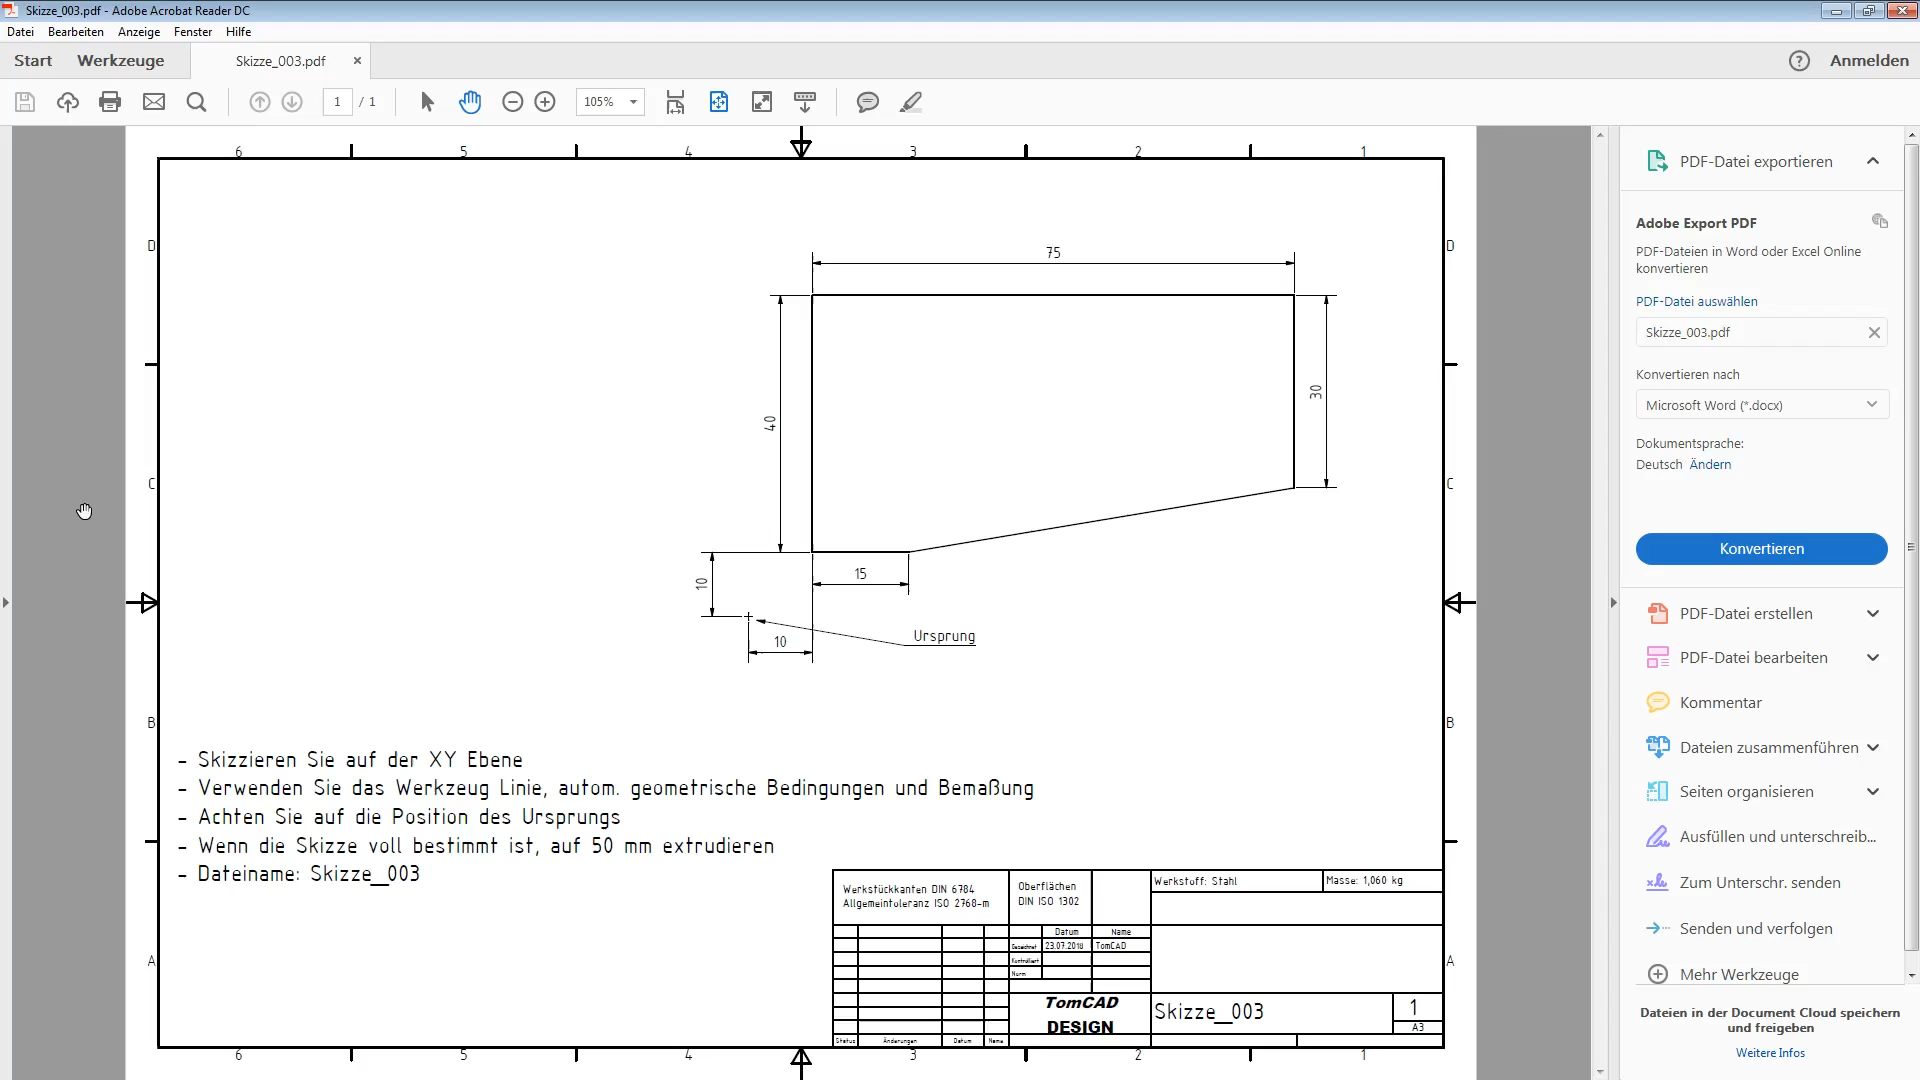 Skizze_003.pdf - Adobe Acrobat Reader DC
Datei Bearbeiten Anzeige Fenster Hilfe
Start Werkzeuge Skizze_003.pdf × ? Anmelden
1 / 1 105%
6 5 4 3 2 1
D D
75
40
30
C C
15
10
10
Ursprung
B B
- Skizzieren Sie auf der XY Ebene
- Verwenden Sie das Werkzeug Linie, autom. geometrische Bedingungen und Bemaßung
- Achten Sie auf die Position des Ursprungs
- Wenn die Skizze voll bestimmt ist, auf 50 mm extrudieren
- Dateiname: Skizze_003
A A
Werkstückkanten DIN 6784
Allgemeintoleranz ISO 2768-m
Oberflächen
DIN ISO 1302
Werkstoff: Stahl
Masse: 1,060 kg
Datum Name
Gezeichnet 23.07.2018 TomCAD
Kontrolliert
Norm
TomCAD
DESIGN
Skizze_003
1
A3
Status Änderungen Datum Name
6 5 4 3 2 1
PDF-Datei exportieren
Adobe Export PDF
PDF-Dateien in Word oder Excel Online
konvertieren
PDF-Datei auswählen
Skizze_003.pdf
Konvertieren nach
Microsoft Word (*.docx)
Dokumentsprache:
Deutsch Ändern
Konvertieren
PDF-Datei erstellen
PDF-Datei bearbeiten
Kommentar
Dateien zusammenführen
Seiten organisieren
Ausfüllen und unterschreib...
Zum Unterschr. senden
Senden und verfolgen
Mehr Werkzeuge
Dateien in der Document Cloud speichern
und freigeben
Weitere Infos